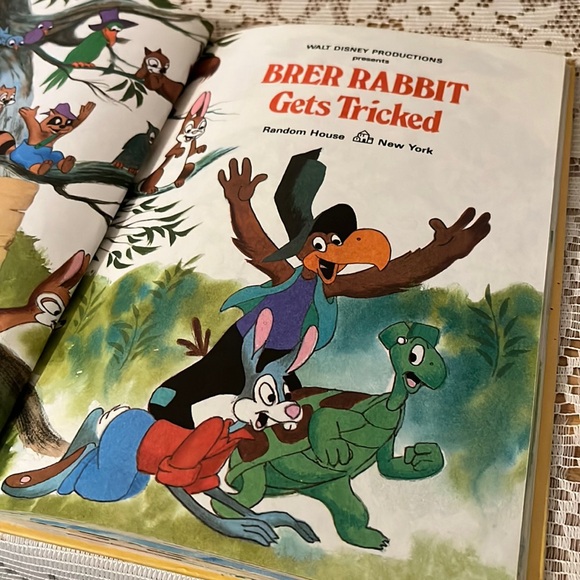 WALT DISNEY PRODUCTIONS
presents
BRER RABBIT
Gets Tricked
Random House New York